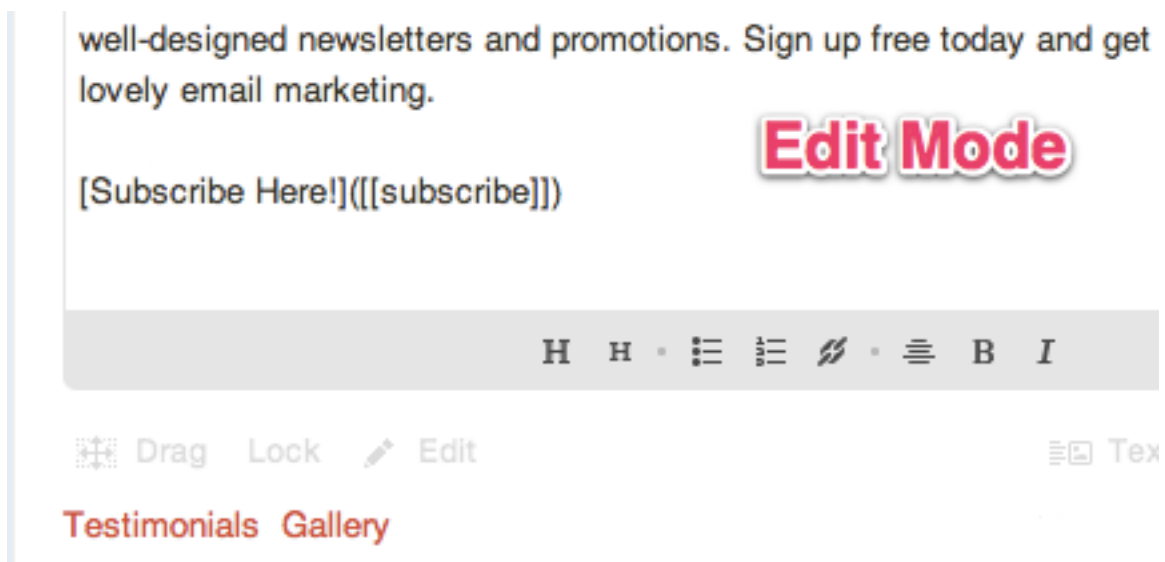 well-designed newsletters and promotions. Sign up free today and get
lovely email marketing.
Edit Mode
[Subscribe Here!]([[subscribe]])
H H B I
Drag Lock Edit
Testimonials Gallery